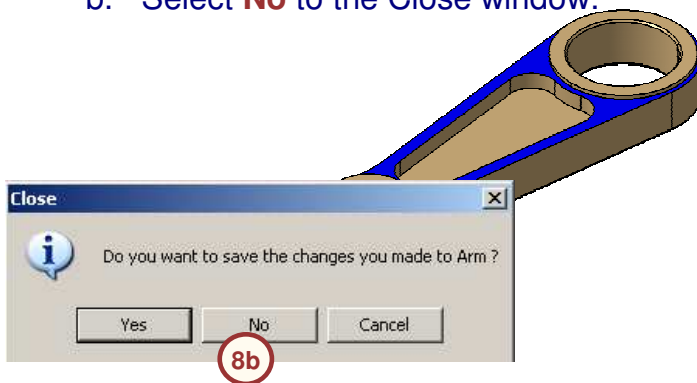 b. Select No to the Close window.
Close
Do you want to save the changes you made to Arm ?
Yes No Cancel
8b